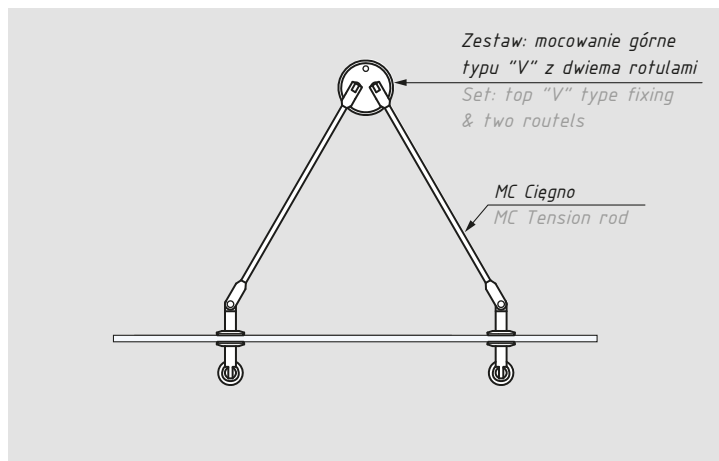 Zestaw: mocowanie górne
typu "V" z dwiema rotulami
Set: top "V" type fixing
& two routels
MC Cięgno
MC Tension rod